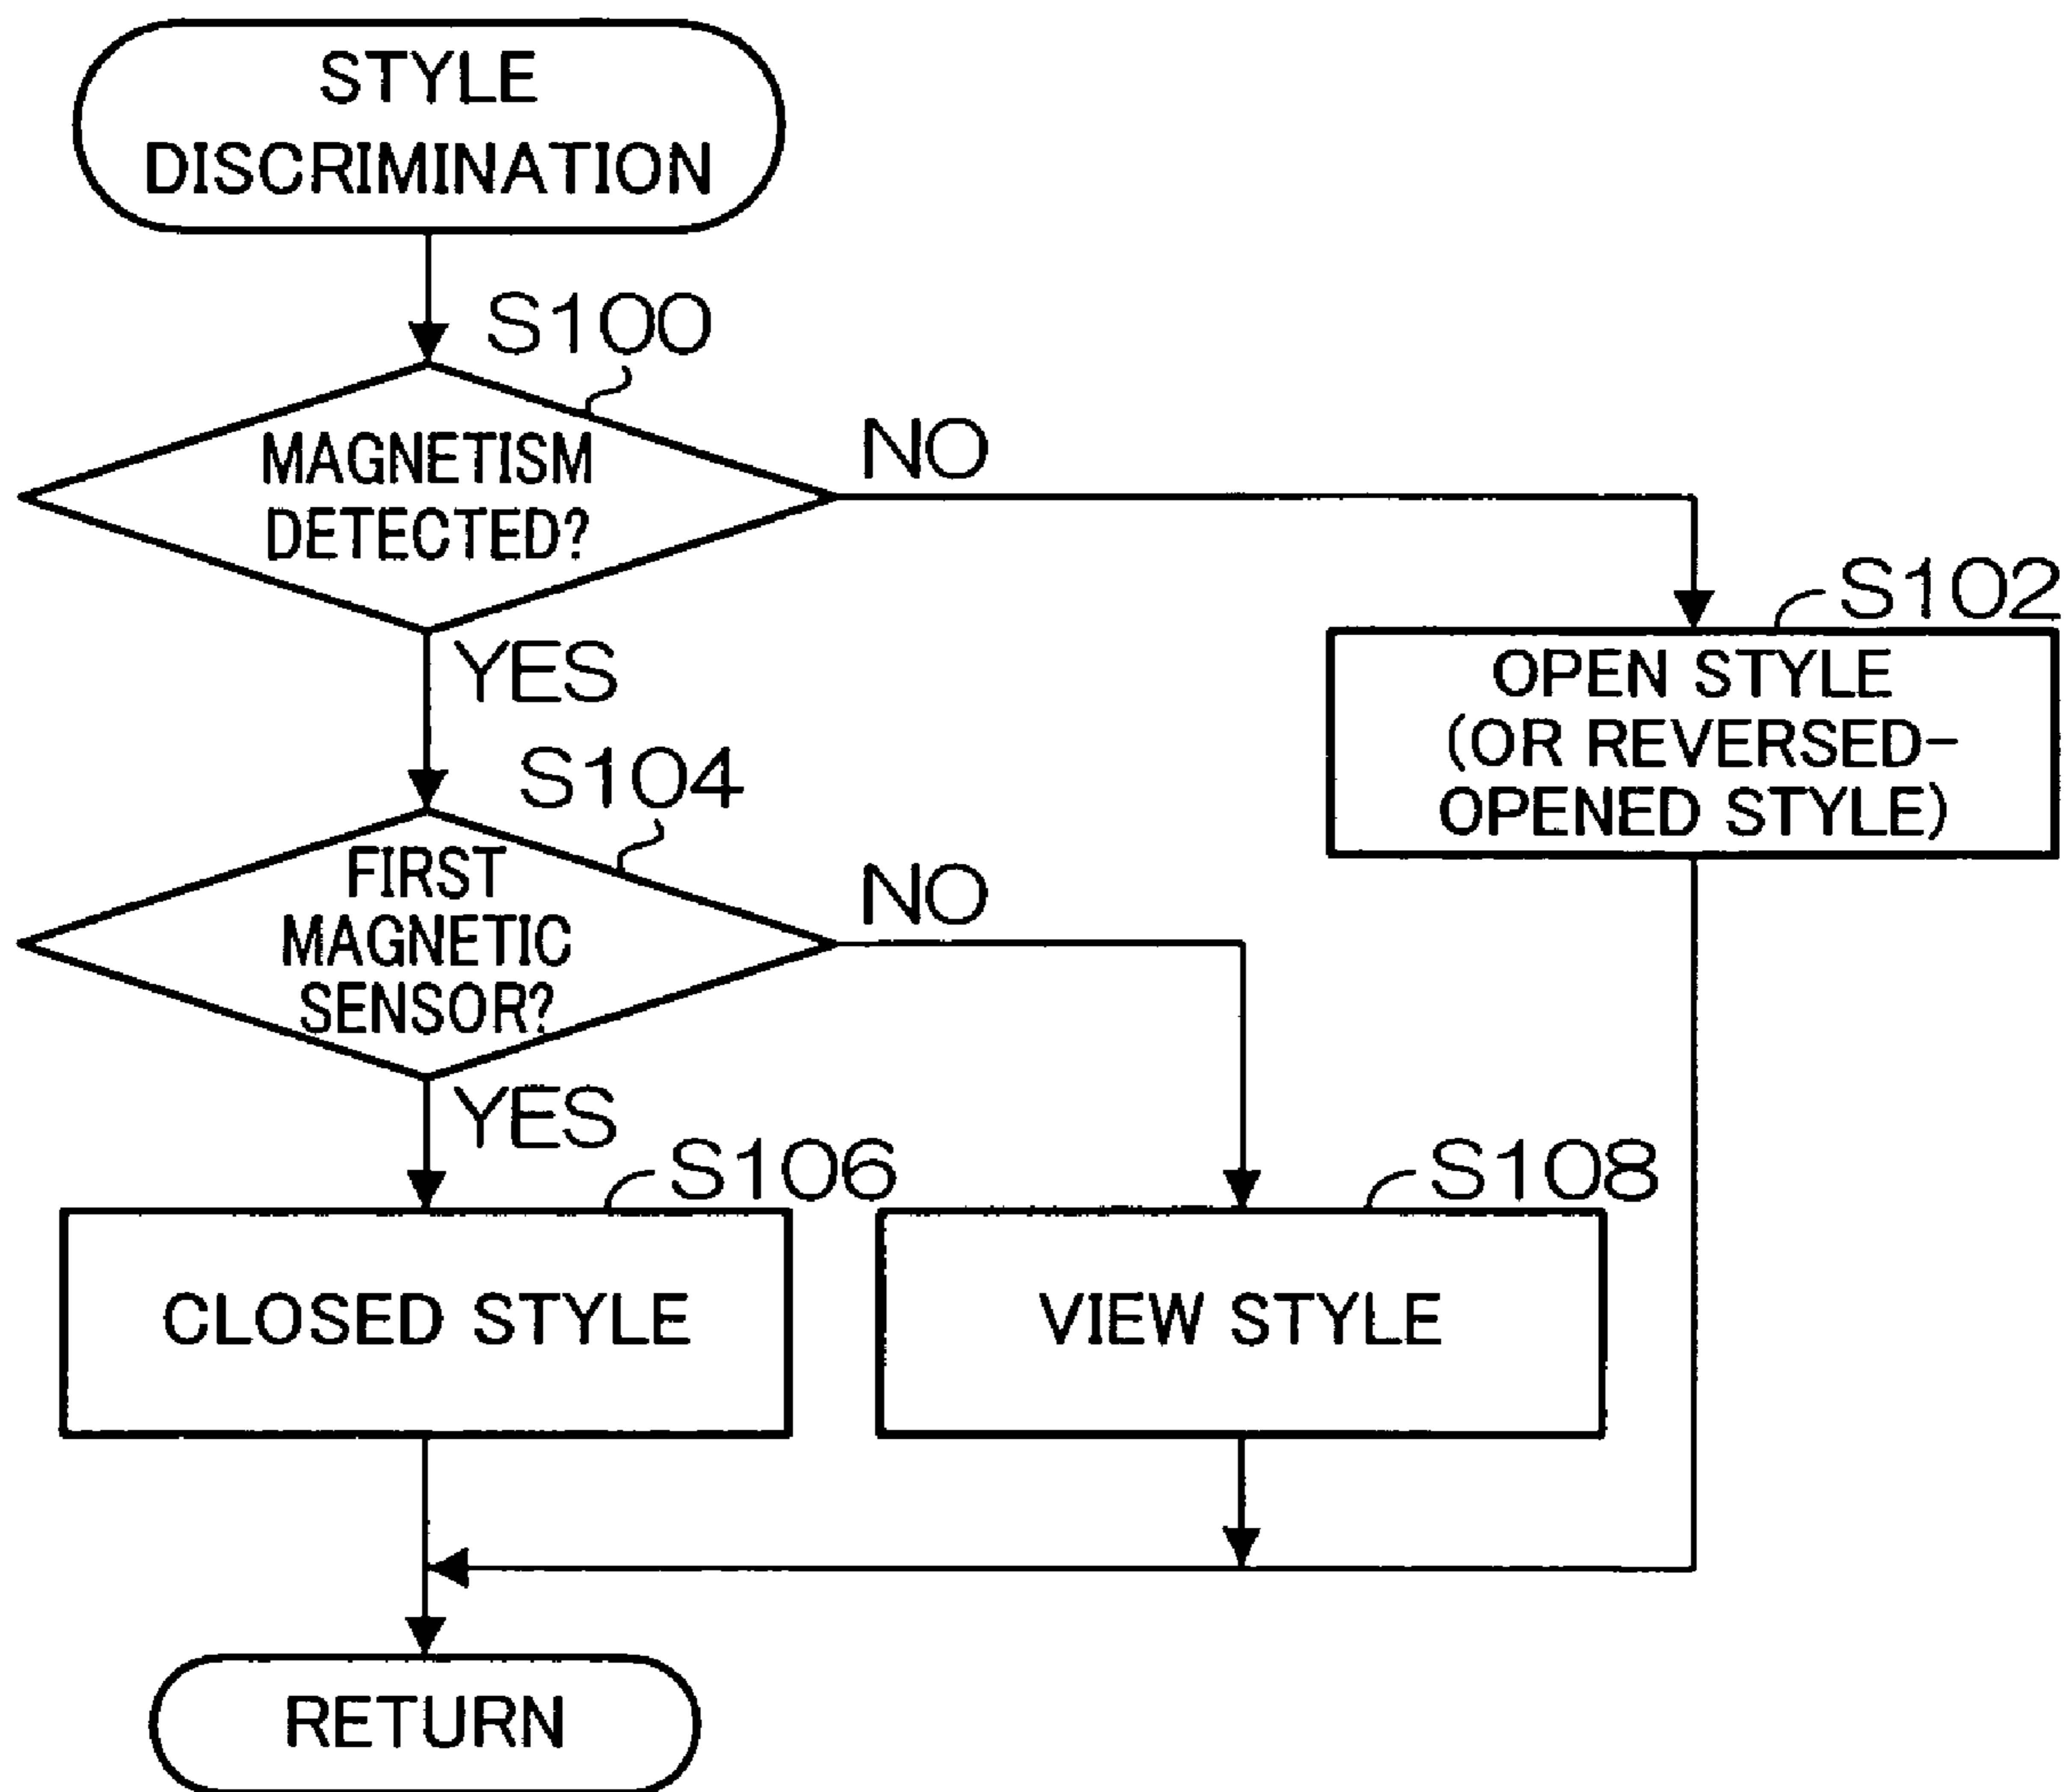 STYLE
DISCRIMINATION
S100
MAGNETISM
DETECTED?
NO
YES
S102
OPEN STYLE
(OR REVERSED-
OPENED STYLE)
S104
FIRST
MAGNETIC
SENSOR?
NO
YES
S106
CLOSED STYLE
S108
VIEW STYLE
RETURN